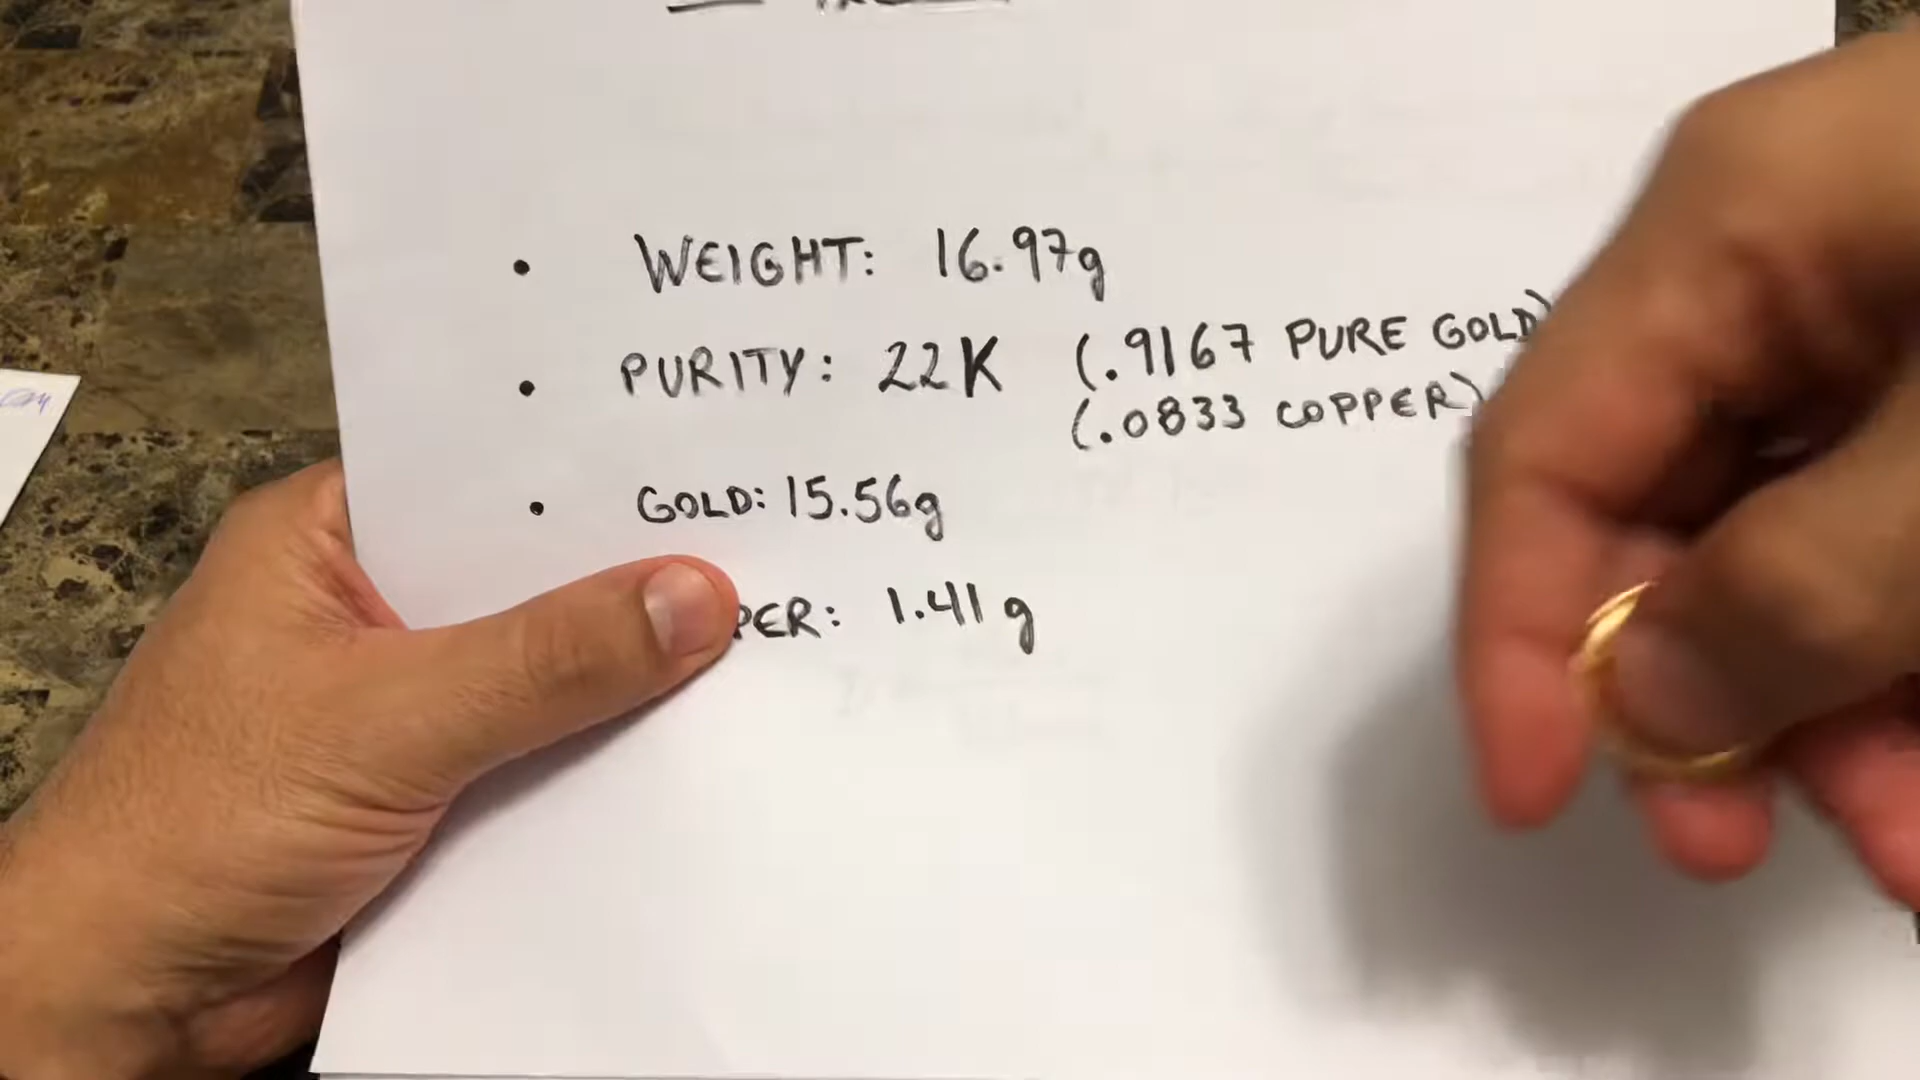 WEIGHT: 16.97g
PURITY: 22K (.9167 PURE GOLD)
(.0833 COPPER)
GOLD: 15.56g
PER: 1.41g